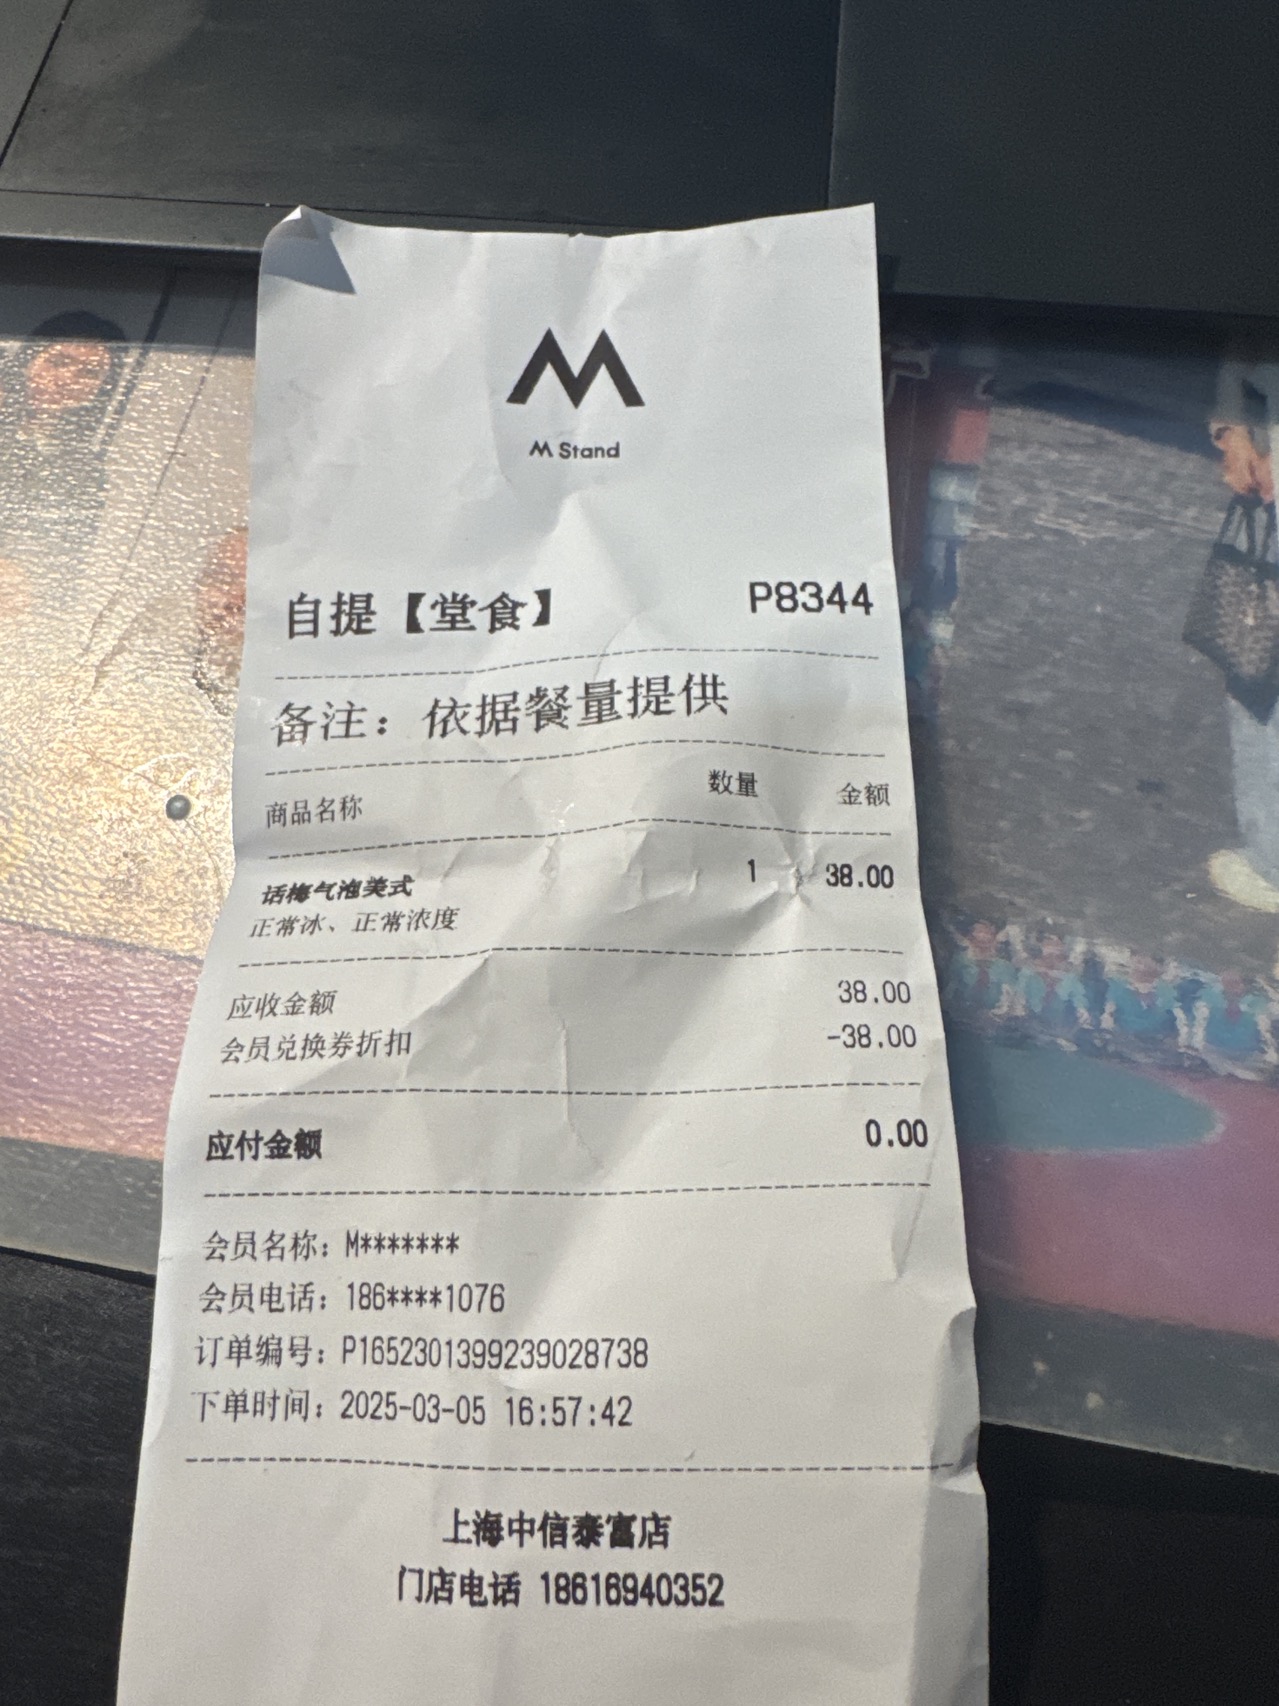 M Stand
自提【堂食】 P8344
备注：依据餐量提供
商品名称 数量 金额
话梅气泡美式 1 38.00
正常冰、正常浓度
应收金额 38.00
会员兑换券折扣 -38.00
应付金额 0.00
会员名称：M*******
会员电话：186****1076
订单编号：P1652301399239028738
下单时间：2025-03-05 16:57:42
上海中信泰富店
门店电话 18616940352